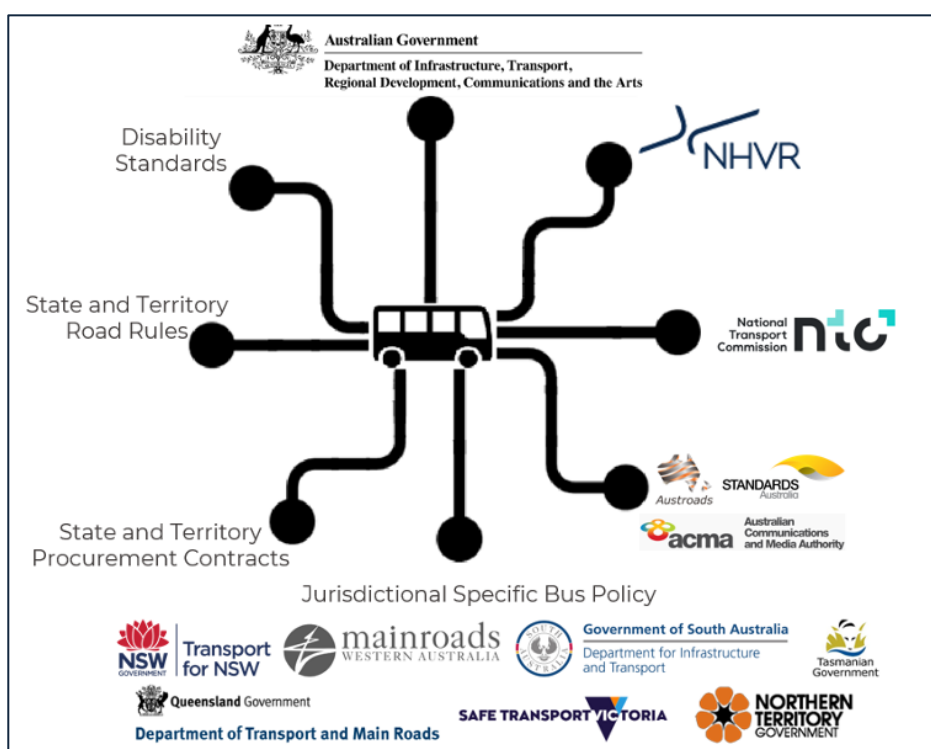 Australian Government
Department of Infrastructure, Transport,
Regional Development, Communications and the Arts
Disability
Standards
NHVR
State and Territory
Road Rules
National
Transport
Commission
ntc
Austroads
STANDARDS
Australia
acma
Australian
Communications
and Media Authority
State and Territory
Procurement Contracts
Jurisdictional Specific Bus Policy
NSW
GOVERNMENT
Transport
for NSW
mainroads
WESTERN AUSTRALIA
SOUTH
AUSTRALIA
Government of South Australia
Department for Infrastructure
and Transport
Tasmanian
Government
Queensland Government
Department of Transport and Main Roads
SAFE TRANSPORT VICTORIA
NORTHERN
TERRITORY
GOVERNMENT